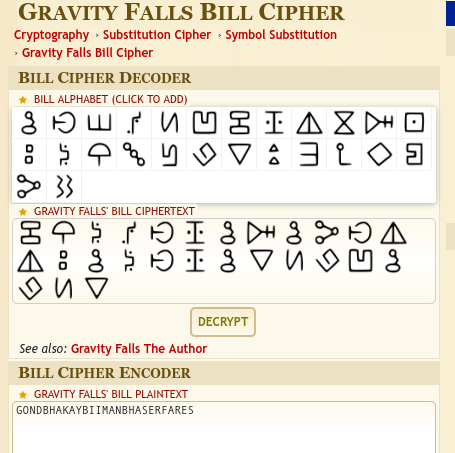 GRAVITY FALLS BILL CIPHER
Cryptography › Substitution Cipher › Symbol Substitution
› Gravity Falls Bill Cipher
BILL CIPHER DECODER
★ BILL ALPHABET (CLICK TO ADD)
★ GRAVITY FALLS' BILL CIPHERTEXT
DECRYPT
See also: Gravity Falls The Author
BILL CIPHER ENCODER
★ GRAVITY FALLS' BILL PLAINTEXT
GONDBHAKAYBIIMANBHASERFARES